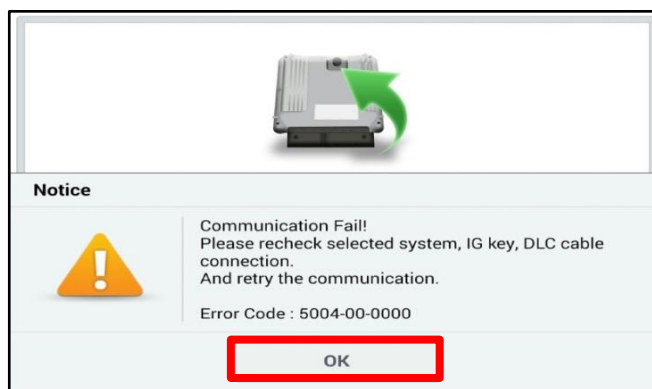 Notice
Communication Fail!
Please recheck selected system, IG key, DLC cable
connection.
And retry the communication.
Error Code : 5004-00-0000
OK